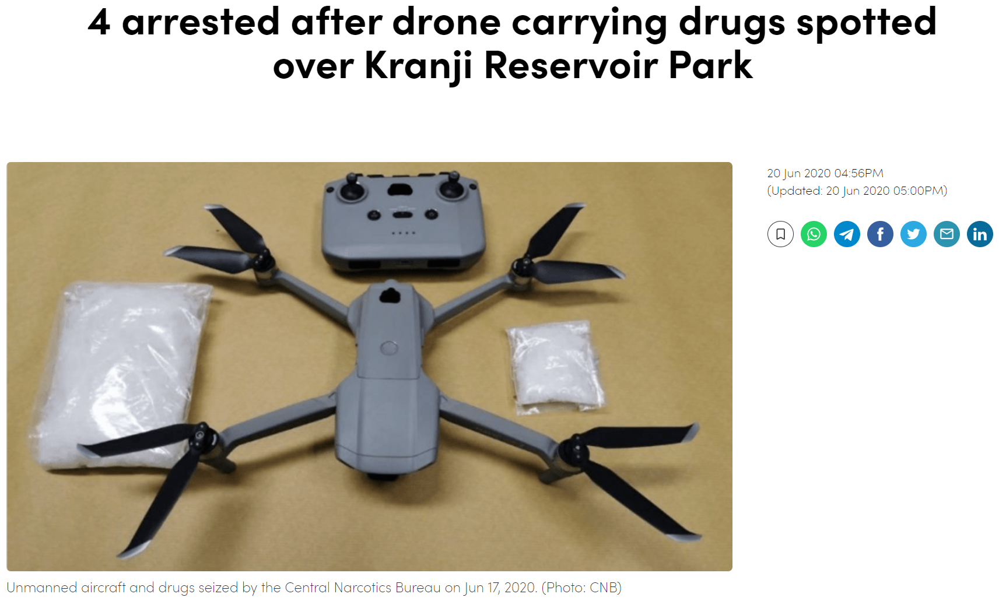 4 arrested after drone carrying drugs spotted
over Kranji Reservoir Park
20 Jun 2020 04:56PM
(Updated: 20 Jun 2020 05:00PM)
Unmanned aircraft and drugs seized by the Central Narcotics Bureau on Jun 17, 2020. (Photo: CNB)